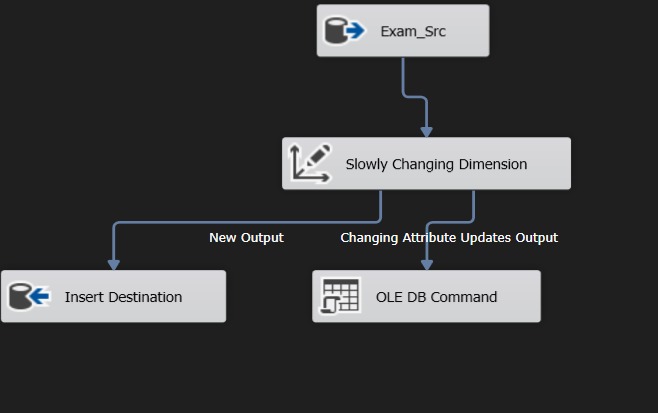 Exam_Src
Slowly Changing Dimension
New Output
Changing Attribute Updates Output
Insert Destination
OLE DB Command